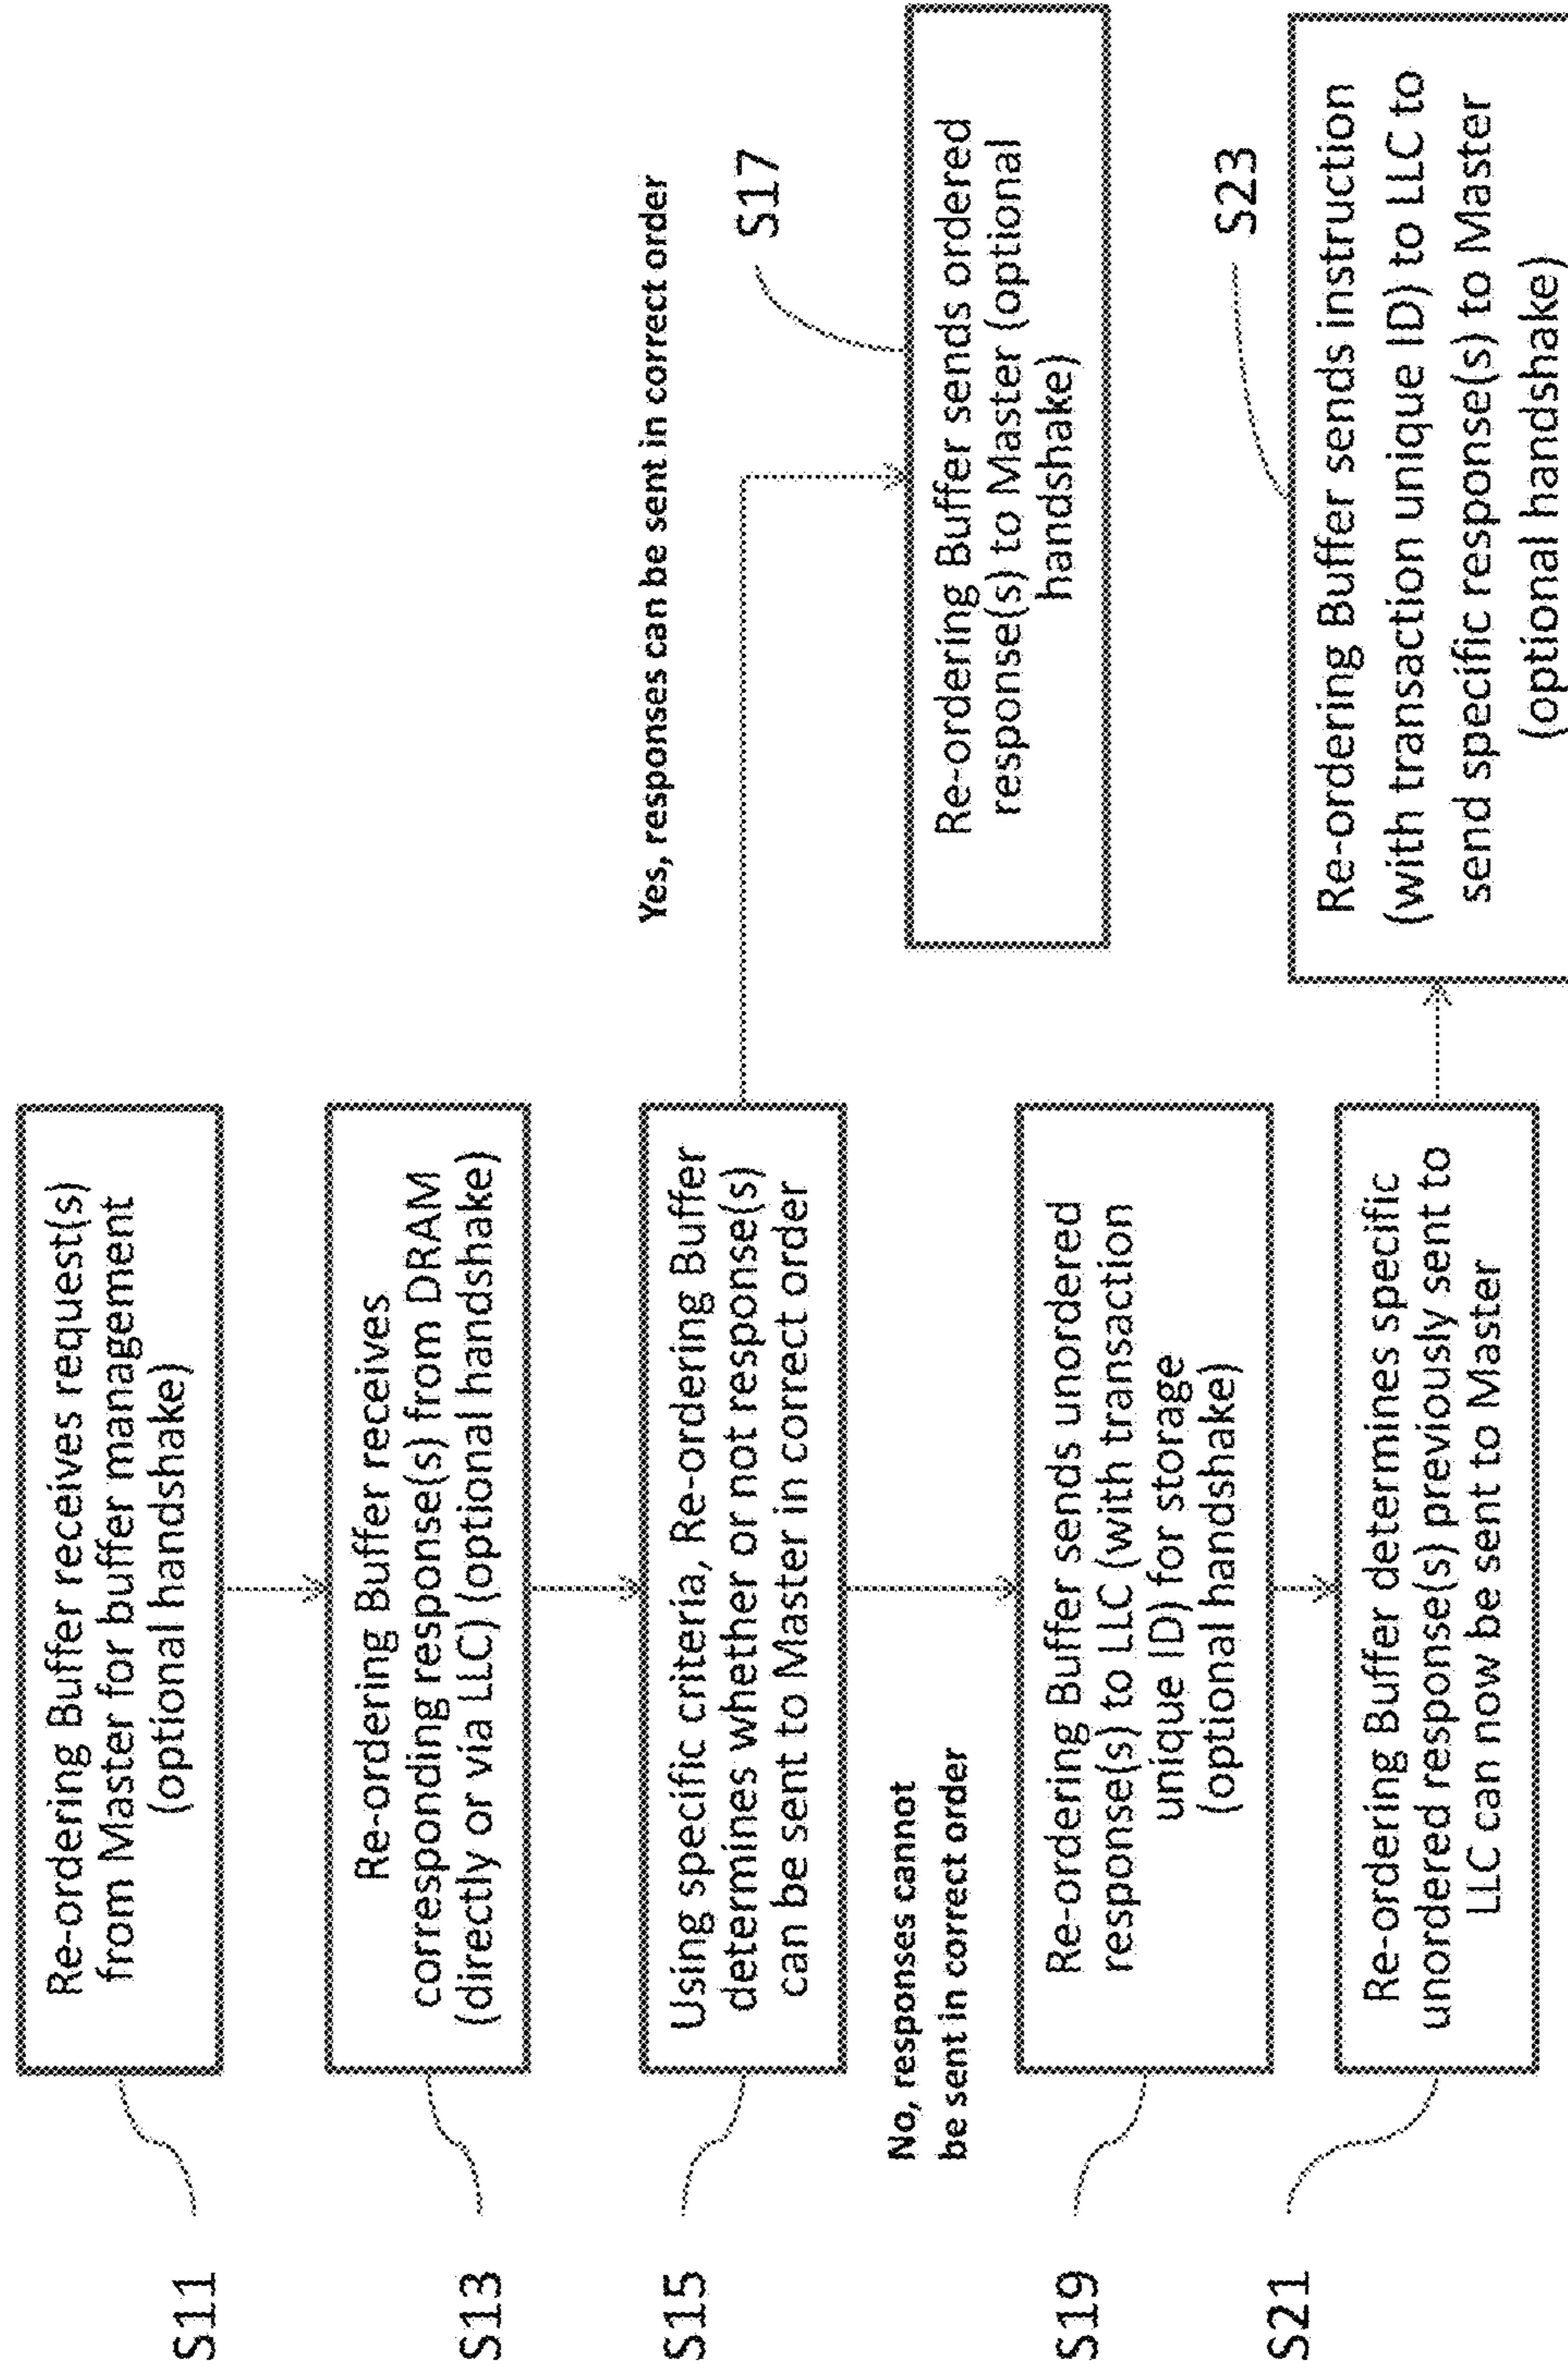 S11
Re-ordering Buffer receives request(s)
from Master for buffer management
(optional handshake)
S13
Re-ordering Buffer receives
corresponding response(s) from DRAM
(directly or via LLC) (optional handshake)
S15
Using specific criteria, Re-ordering Buffer
determines whether or not response(s)
can be sent to Master in correct order
Yes, responses can be sent in correct order
S17
Re-ordering Buffer sends ordered
response(s) to Master (optional
handshake)
No, responses cannot
be sent in correct order
S19
Re-ordering Buffer sends unordered
response(s) to LLC (with transaction
unique ID) for storage
(optional handshake)
S21
Re-ordering Buffer determines specific
unordered response(s) previously sent to
LLC can now be sent to Master
S23
Re-ordering Buffer sends instruction
(with transaction unique ID) to LLC to
send specific response(s) to Master
(optional handshake)